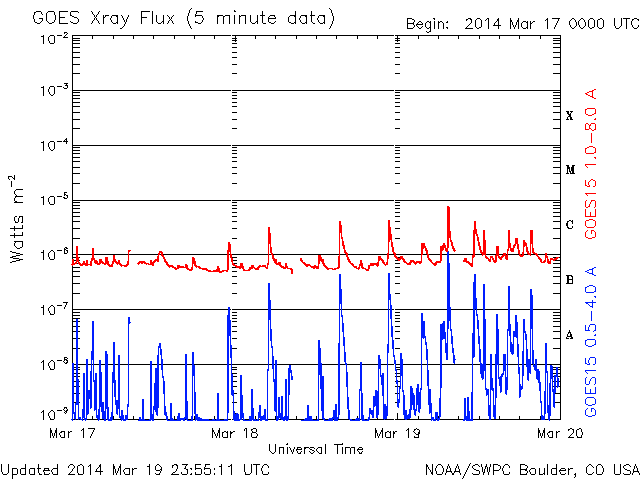 GOES Xray Flux (5 minute data)
Begin: 2014 Mar 17 0000 UTC
10⁻²
10⁻³
10⁻⁴
10⁻⁵
10⁻⁶
10⁻⁷
10⁻⁸
10⁻⁹
Watts m⁻²
X
M
C
B
A
GOES15 1.0-8.0 A
GOES15 0.5-4.0 A
Mar 17
Mar 18
Mar 19
Mar 20
Universal Time
Updated 2014 Mar 19 23:55:11 UTC
NOAA/SWPC Boulder, CO USA